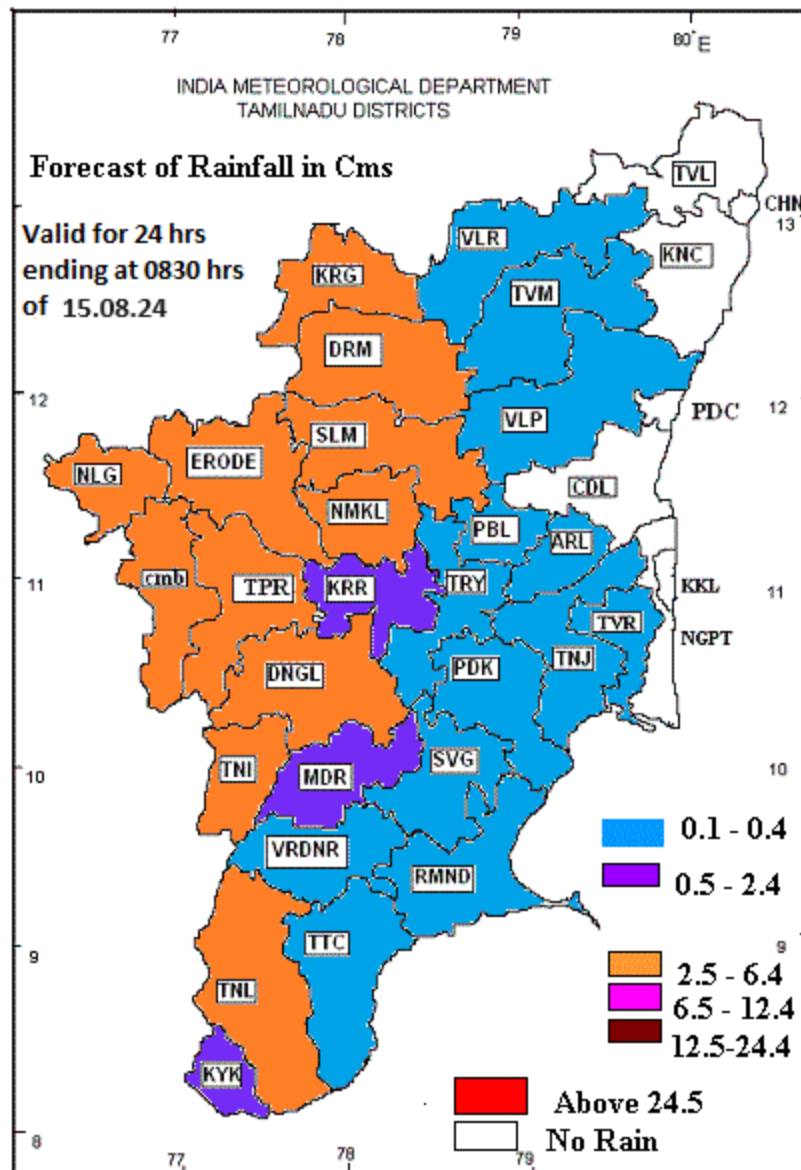 77 78 79 80°E
INDIA METEOROLOGICAL DEPARTMENT
TAMILNADU DISTRICTS
Forecast of Rainfall in Cms
TVL
CHN
13
Valid for 24 hrs
ending at 0830 hrs
of 15.08.24
VLR
KNC
KRG
TVM
DRM
12
12
PDC
VLP
SLM
ERODE
NLG
CDL
NMKL
PBL
ARL
11
cmb
TPR
KRR
TRY
KKL
11
TVR
NGPT
DNGL
PDK
TNJ
10
TNI
MDR
SVG
10
VRDNR
RMND
0.1 - 0.4
0.5 - 2.4
9
TTC
9
TNL
2.5 - 6.4
6.5 - 12.4
12.5-24.4
KYK
Above 24.5
No Rain
8
77 78 79